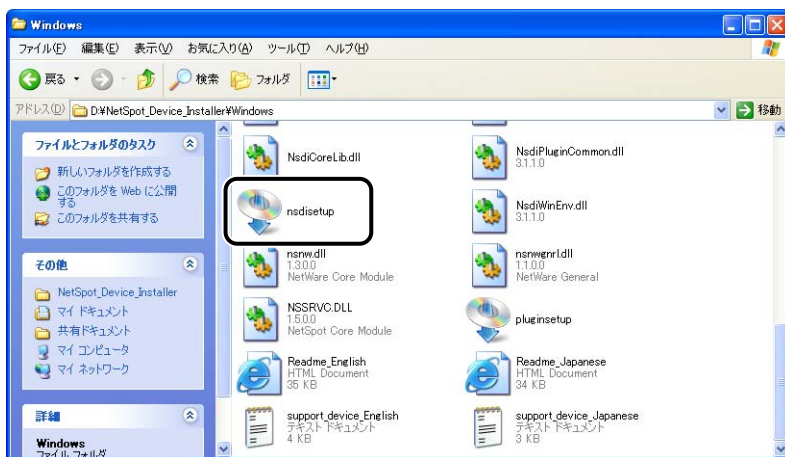 Windows
ファイル(F) 編集(E) 表示(V) お気に入り(A) ツール(T) ヘルプ(H)
戻る 検索 フォルダ
アドレス(D) D:¥NetSpot_Device_Installer¥Windows 移動
ファイルとフォルダのタスク
新しいフォルダを作成する
このフォルダを Web に公開
する
このフォルダを共有する
その他
NetSpot_Device_Installer
マイ ドキュメント
共有ドキュメント
マイ コンピュータ
マイ ネットワーク
詳細
Windows
ファイル フォルダ
NsdiCoreLib.dll
NsdiPluginCommon.dll
3.1.1.0
nsdisetup
NsdiWinEnv.dll
3.1.1.0
nsnw.dll
1.3.0.0
NetWare Core Module
nsnwgnrl.dll
1.1.0.0
NetWare General
NSSRVC.DLL
1.5.0.0
NetSpot Core Module
pluginsetup
Readme_English
HTML Document
35 KB
Readme_Japanese
HTML Document
34 KB
support_device_English
テキスト ドキュメント
4 KB
support_device_Japanese
テキスト ドキュメント
3 KB